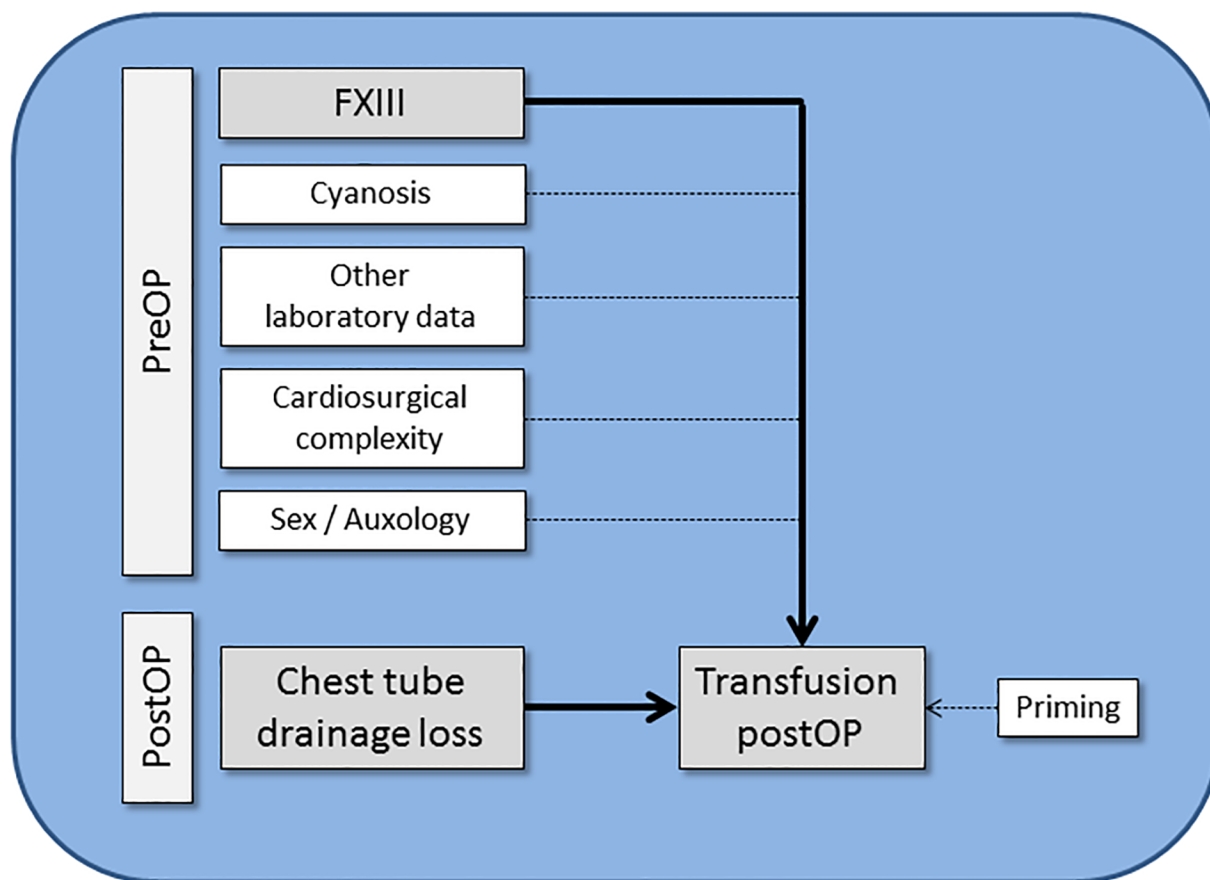 PreOP
FXIII
Cyanosis
Other
laboratory data
Cardiosurgical
complexity
Sex / Auxology
PostOP
Chest tube
drainage loss
Transfusion
postOP
Priming